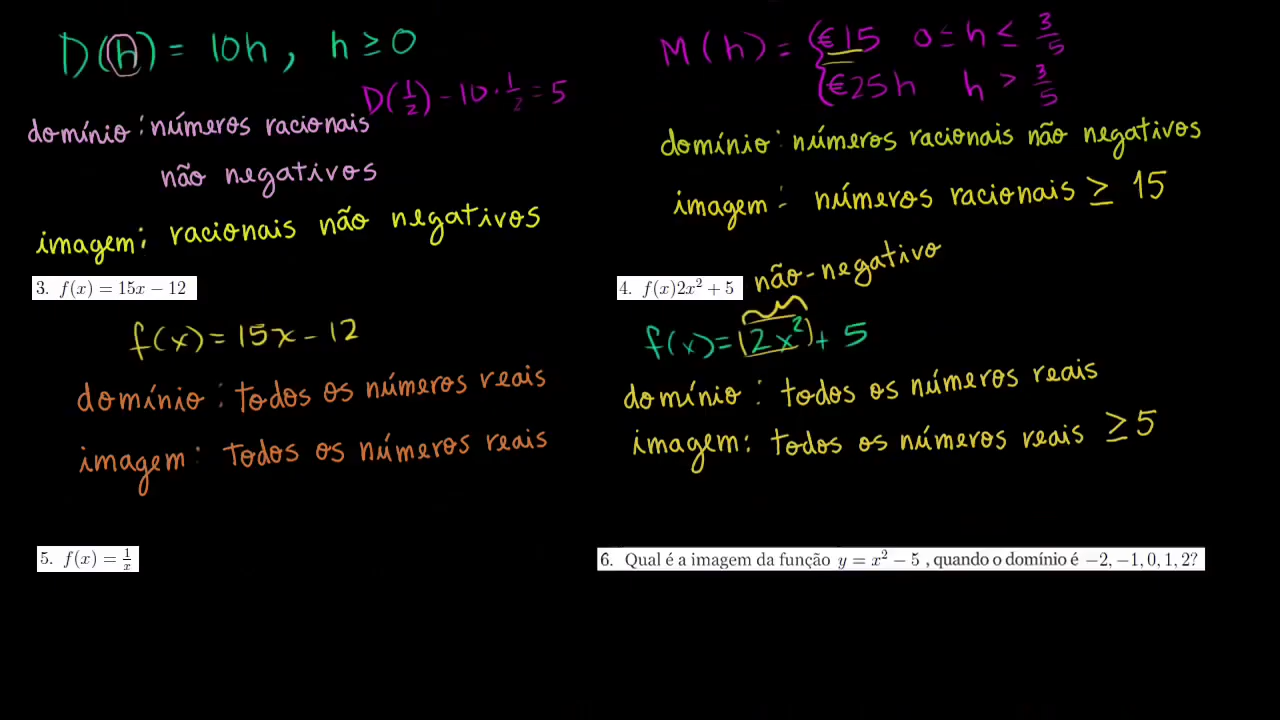 D(h) = 10h, h ≥ 0
D(1/2) - 10 · 1/2 = 5
domínio: números racionais
não negativos
imagem: racionais não negativos
M(h) = { €15 0 ≤ h ≤ 3/5
€25h h > 3/5
domínio: números racionais não negativos
imagem: números racionais ≥ 15
3. f(x) = 15x − 12
f(x) = 15x - 12
domínio: todos os números reais
imagem: todos os números reais
4. f(x)2x² + 5
não-negativo
f(x) = (2x²) + 5
domínio: todos os números reais
imagem: todos os números reais ≥ 5
5. f(x) = 1/x
6. Qual é a imagem da função y = x² − 5 , quando o domínio é −2, −1, 0, 1, 2?